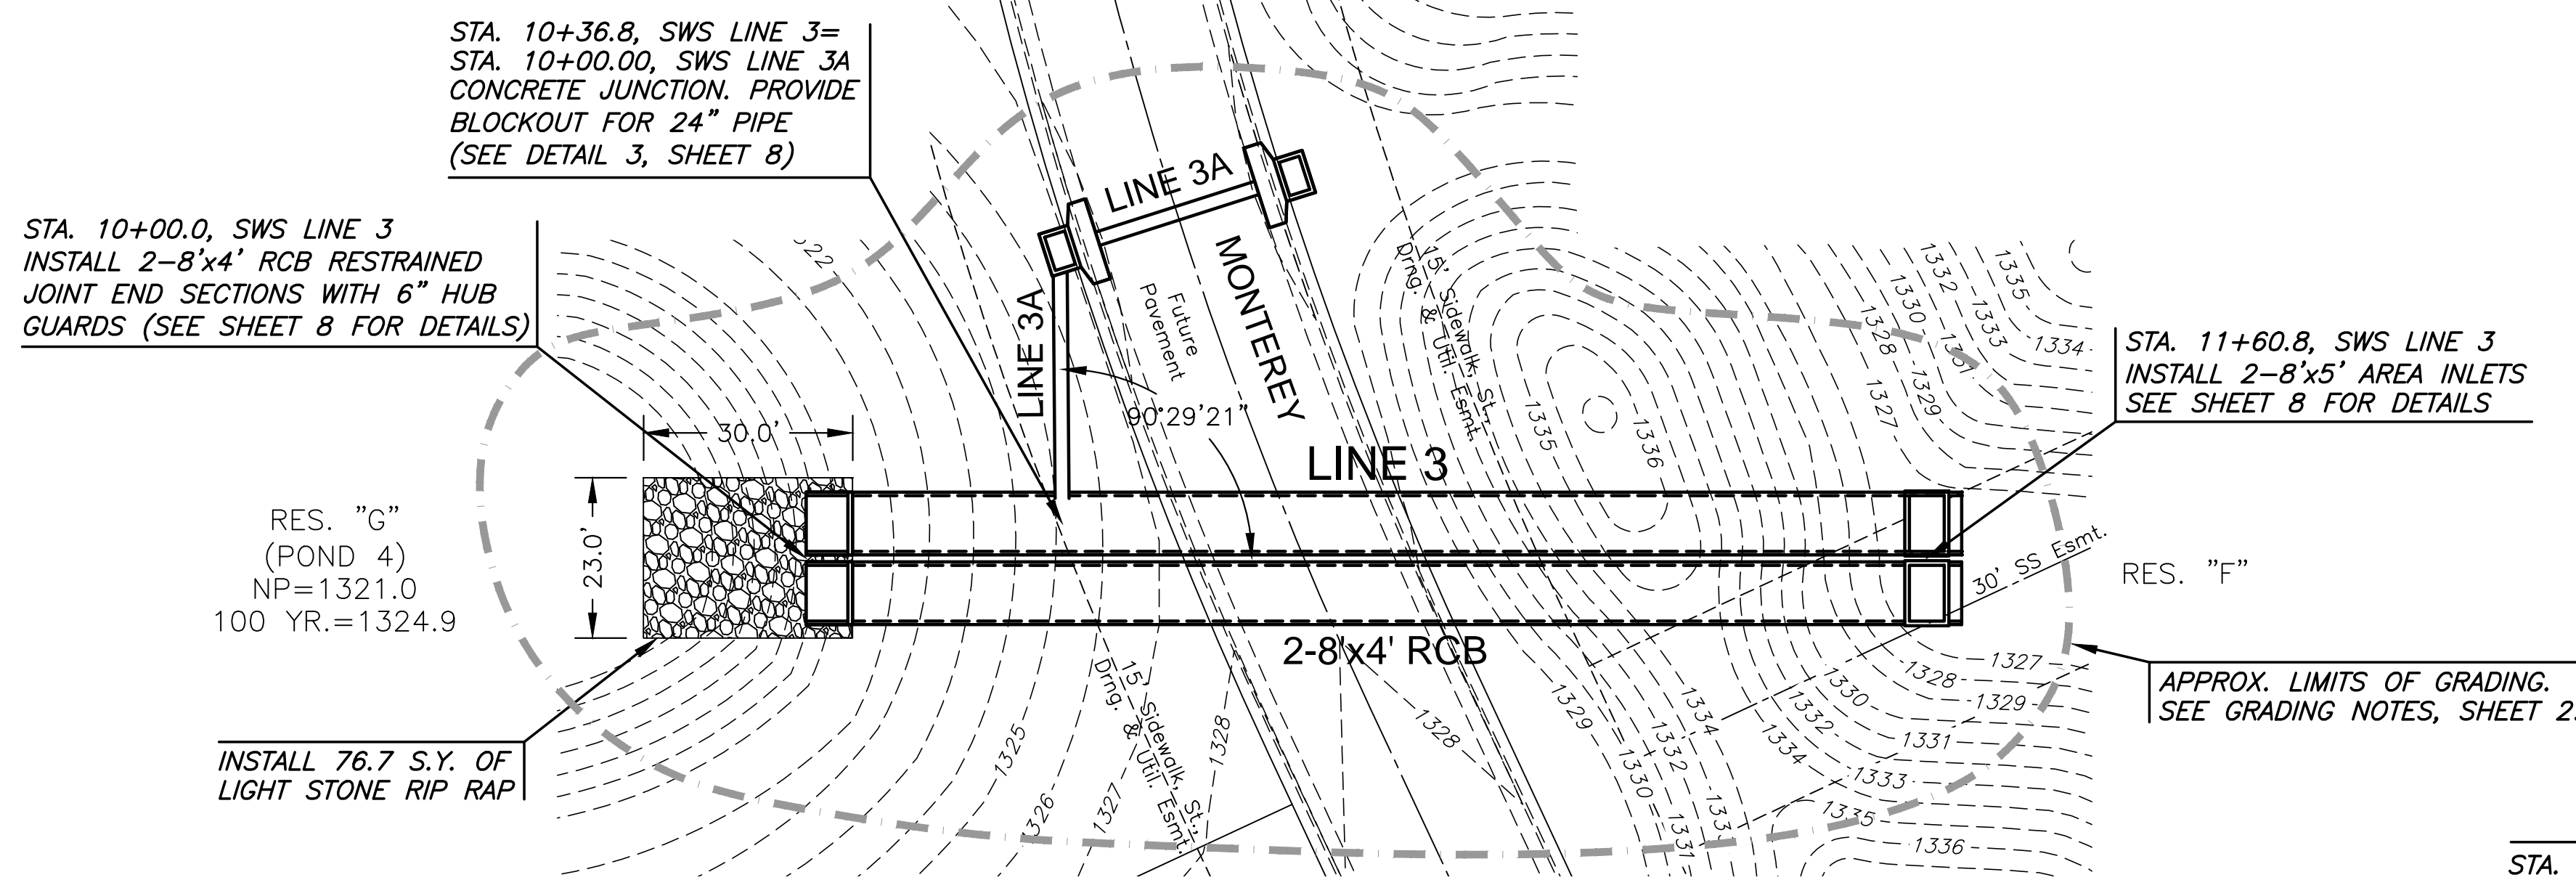 STA. 10+36.8, SWS LINE 3=
STA. 10+00.00, SWS LINE 3A
CONCRETE JUNCTION. PROVIDE
BLOCKOUT FOR 24" PIPE
(SEE DETAIL 3, SHEET 8)
STA. 10+00.0, SWS LINE 3
INSTALL 2-8'x4' RCB RESTRAINED
JOINT END SECTIONS WITH 6" HUB
GUARDS (SEE SHEET 8 FOR DETAILS)
LINE 3A
LINE 3A
MONTEREY
Future
Pavement
90°29'21"
15' Sidewalk, St.,
Drng. & Util. Esmt.
1335
1336
1328
1330
1332
1335
1333
1331
1334
1329
1327
STA. 11+60.8, SWS LINE 3
INSTALL 2-8'x5' AREA INLETS
SEE SHEET 8 FOR DETAILS
30.0'
23.0'
LINE 3
RES. "G"
(POND 4)
NP=1321.0
100 YR.=1324.9
2-8'x4' RCB
30' SS Esmt.
RES. "F"
INSTALL 76.7 S.Y. OF
LIGHT STONE RIP RAP
1325
1326
1327
1328
15' Sidewalk, St.,
Drng. & Util. Esmt.
1328
1329
1330
1331
1332
1334
1334
1332
1330
1327
1328
1329
1331
1333
1335
1336
APPROX. LIMITS OF GRADING.
SEE GRADING NOTES, SHEET 2.
STA.